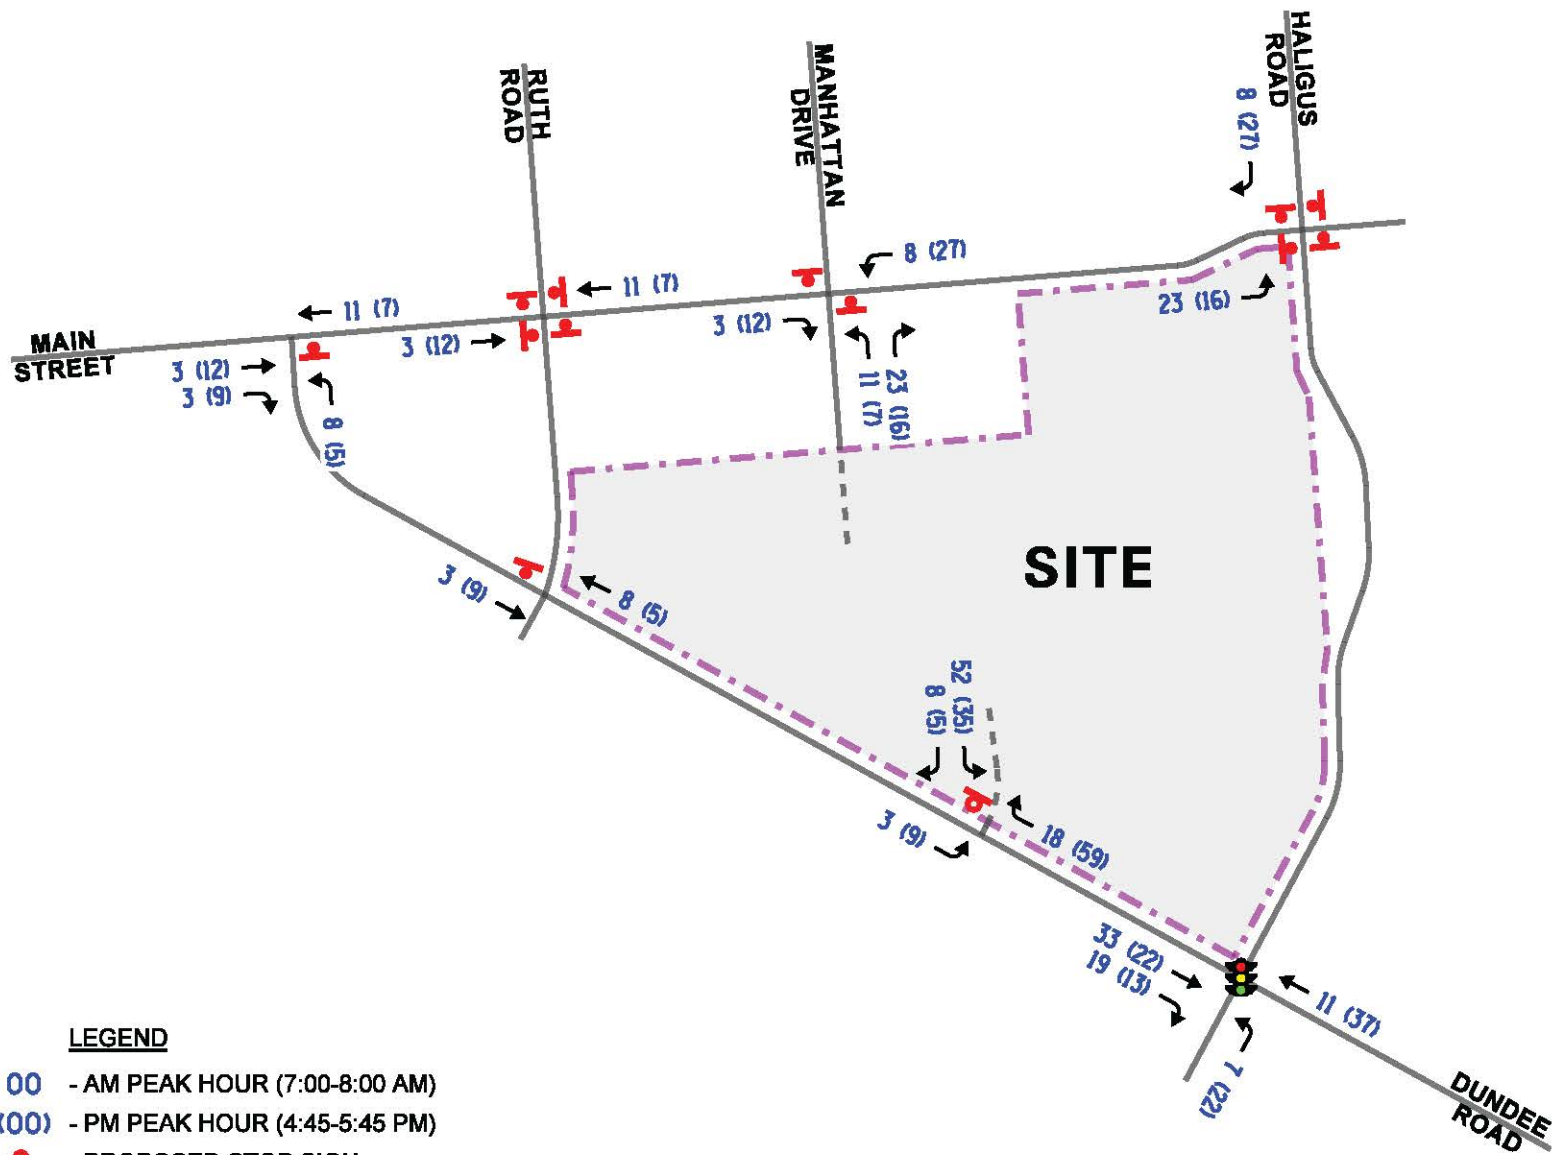 HALIGUS
ROAD
MANHATTAN
DRIVE
RUTH
ROAD
8 (27)
8 (27)
11 (7)
11 (7)
23 (16)
3 (12)
3 (12)
MAIN
STREET
3 (12)
3 (9)
11 (7)
23 (16)
8 (5)
SITE
3 (9)
8 (5)
52 (35)
8 (5)
3 (9)
18 (59)
33 (22)
19 (13)
11 (37)
7 (22)
DUNDEE
ROAD
LEGEND
00 - AM PEAK HOUR (7:00-8:00 AM)
(00) - PM PEAK HOUR (4:45-5:45 PM)